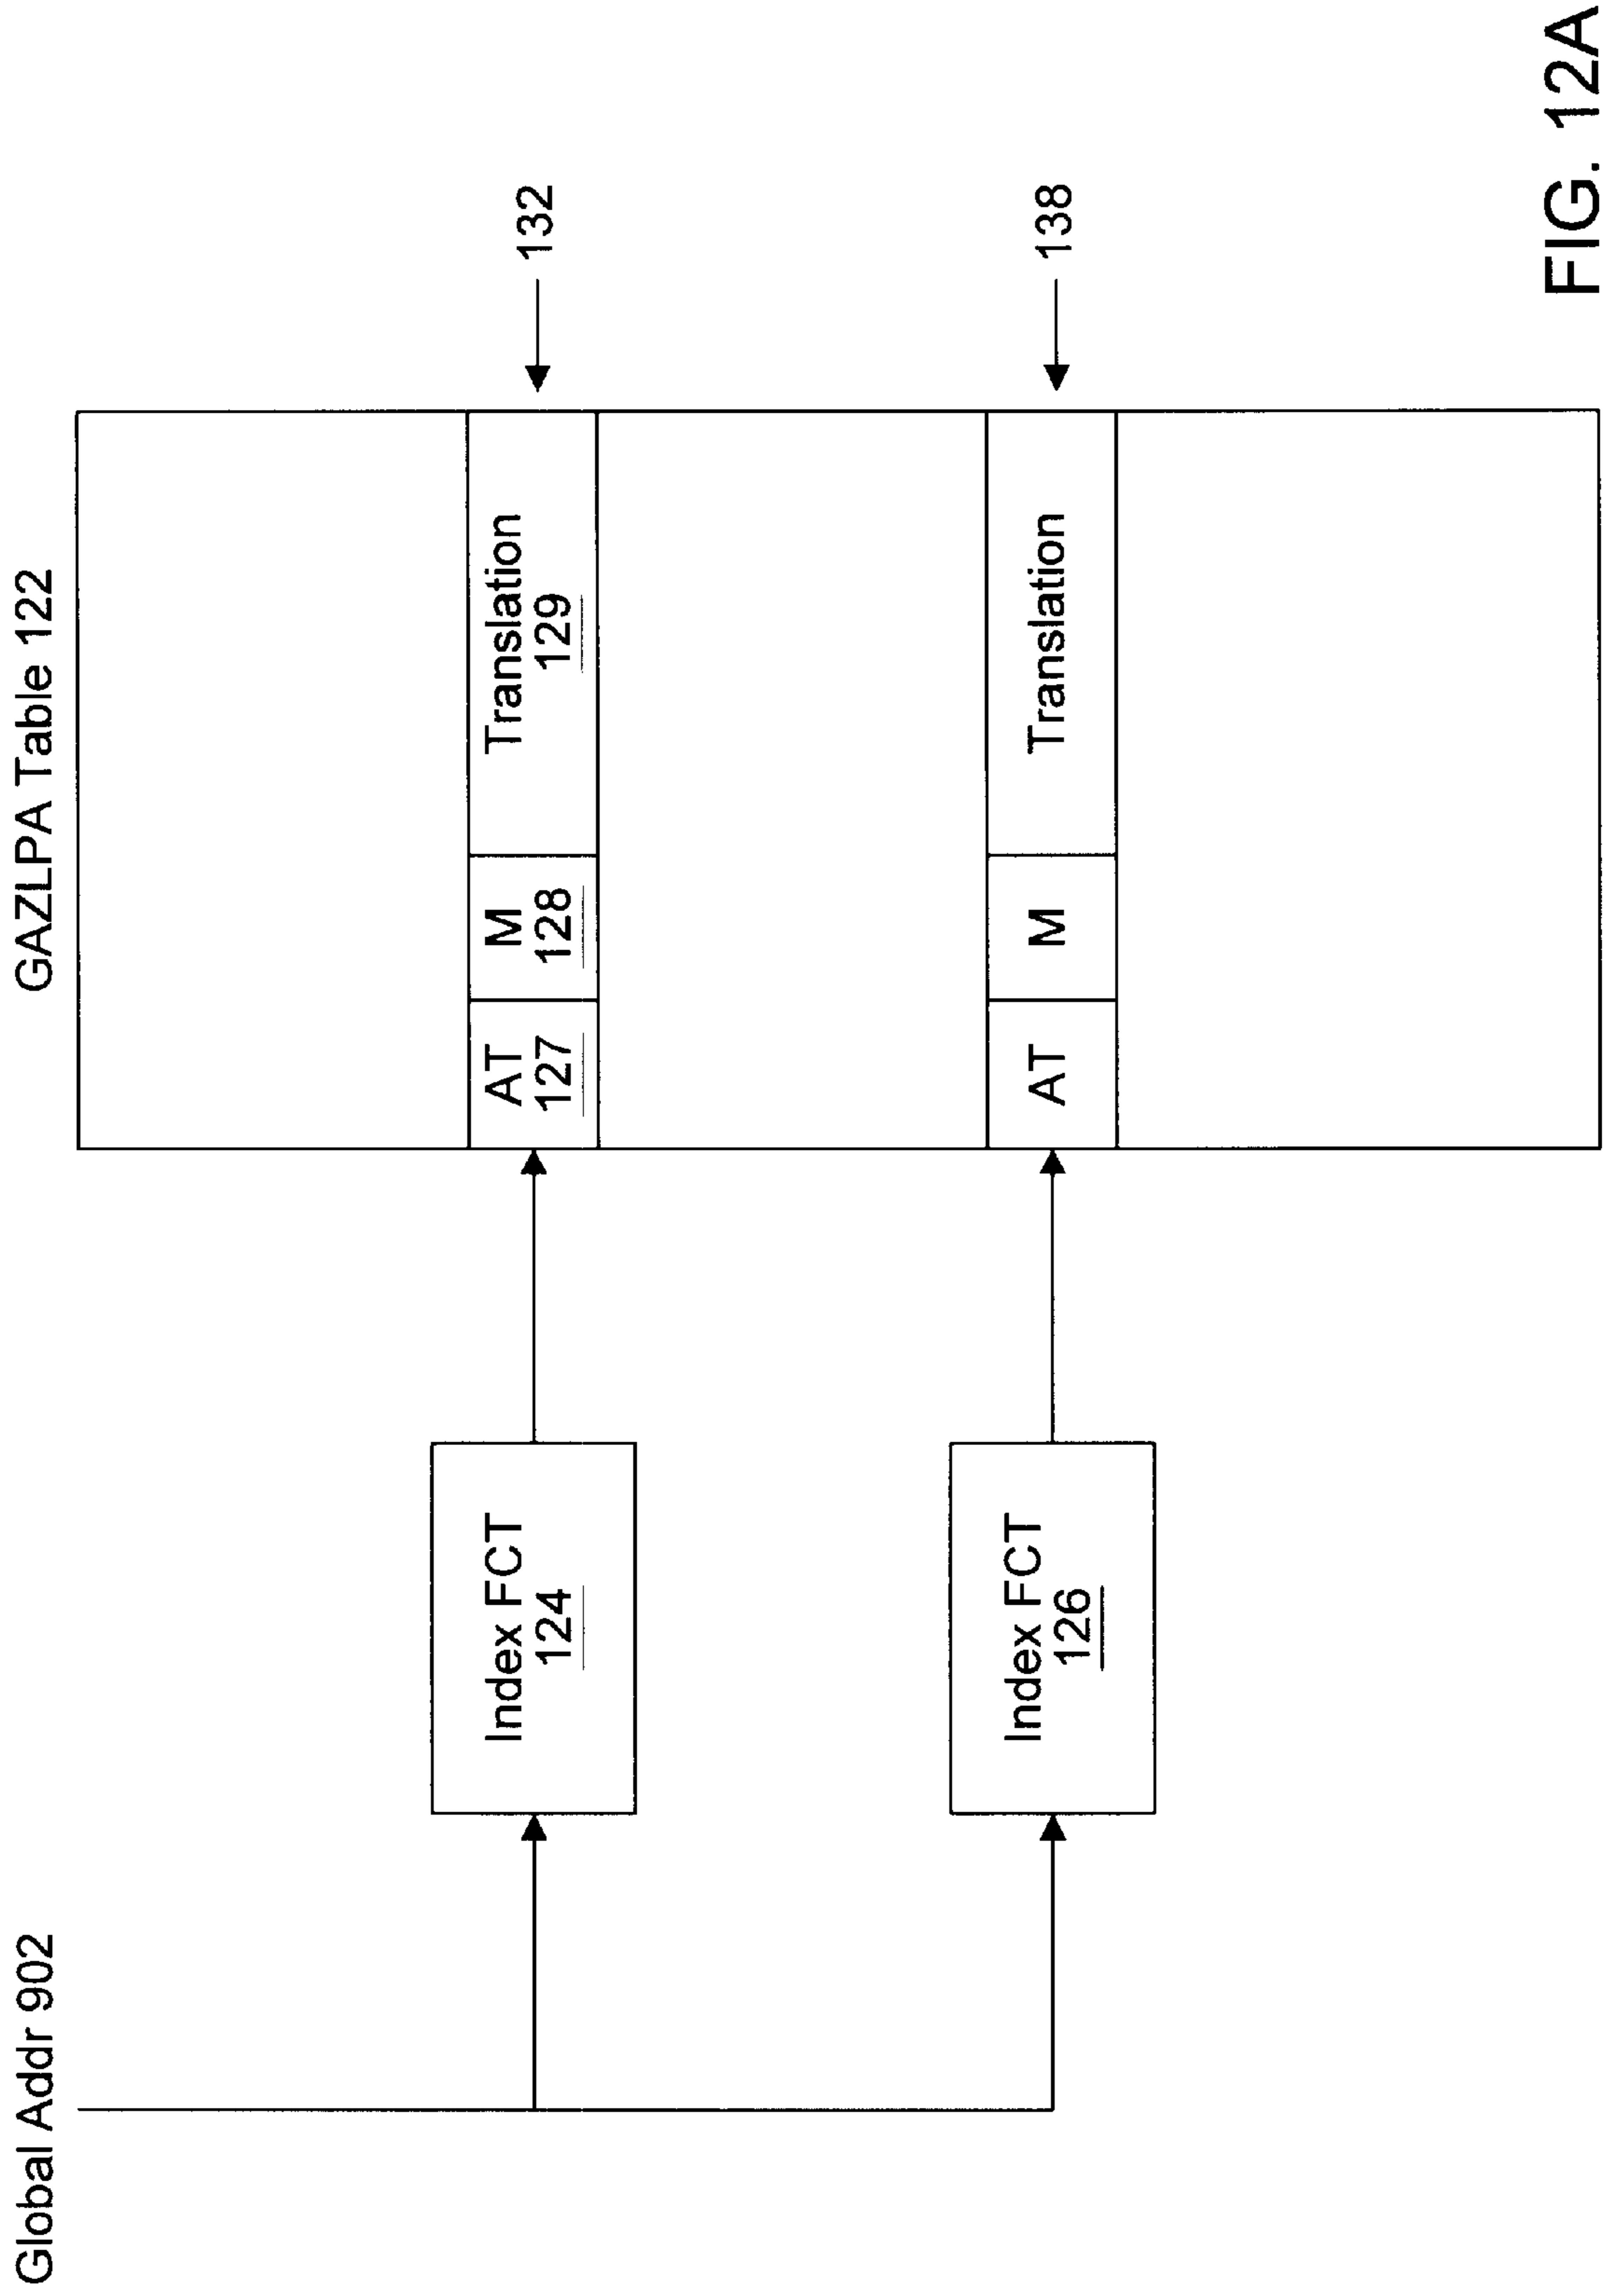 Global Addr 902
GAZLPA Table 122
Index FCT
124
AT
127
M
128
Translation
129
132
Index FCT
126
AT
M
Translation
138
FIG. 12A